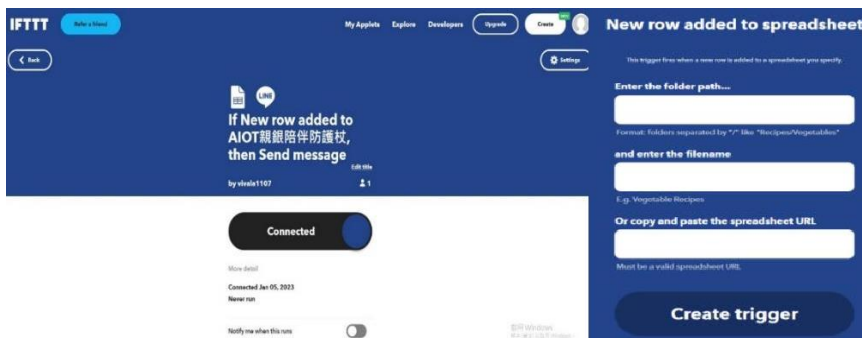 IFTTT
Refer a friend
My Applets Explore Developers Upgrade Create
Back
Settings
LINE
If New row added to
AIOT親銀陪伴防護杖,
then Send message
Edit title
by virala1107
1
Connected
More detail
Connected Jan 05, 2023
Never run
Notify me when this runs
啟用 Windows
New row added to spreadsheet
This trigger fires when a new row is added to a spreadsheet you specify.
Enter the folder path...
Format: folders separated by "/" like "Recipes/Vegetables"
and enter the filename
E.g. Vegetable Recipes
Or copy and paste the spreadsheet URL
Must be a valid spreadsheet URL.
Create trigger